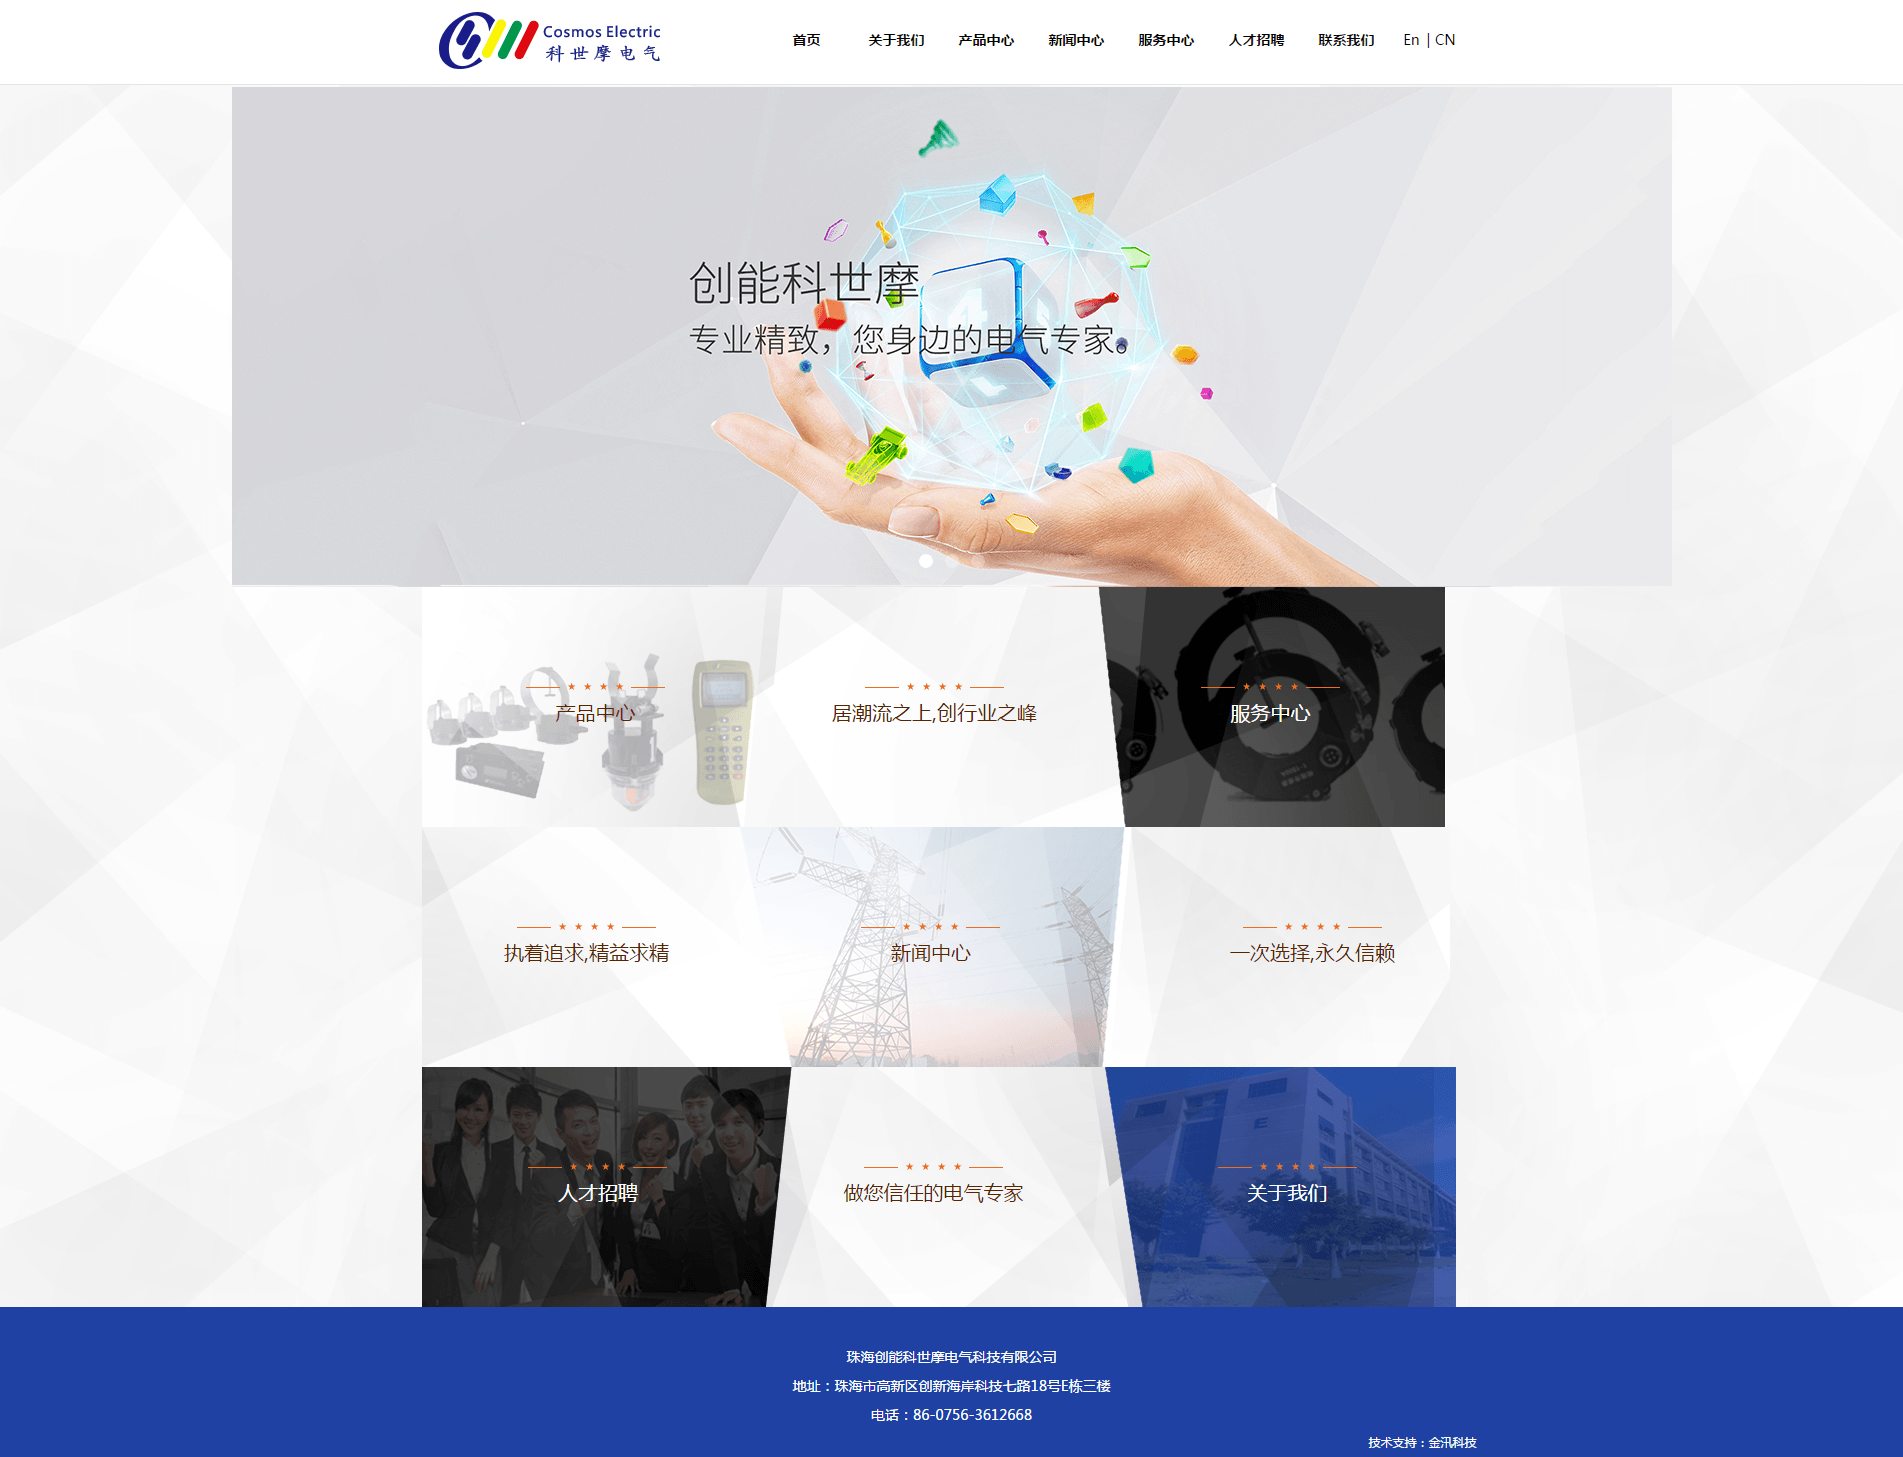 Cosmos Electric
科世摩电气
首页 关于我们 产品中心 新闻中心 服务中心 人才招聘 联系我们 En | CN
创能科世摩
专业精致，您身边的电气专家。
产品中心
居潮流之上,创行业之峰
服务中心
执着追求,精益求精
新闻中心
一次选择,永久信赖
人才招聘
做您信任的电气专家
关于我们
珠海创能科世摩电气科技有限公司
地址：珠海市高新区创新海岸科技七路18号E栋三楼
电话：86-0756-3612668
技术支持：金汛科技